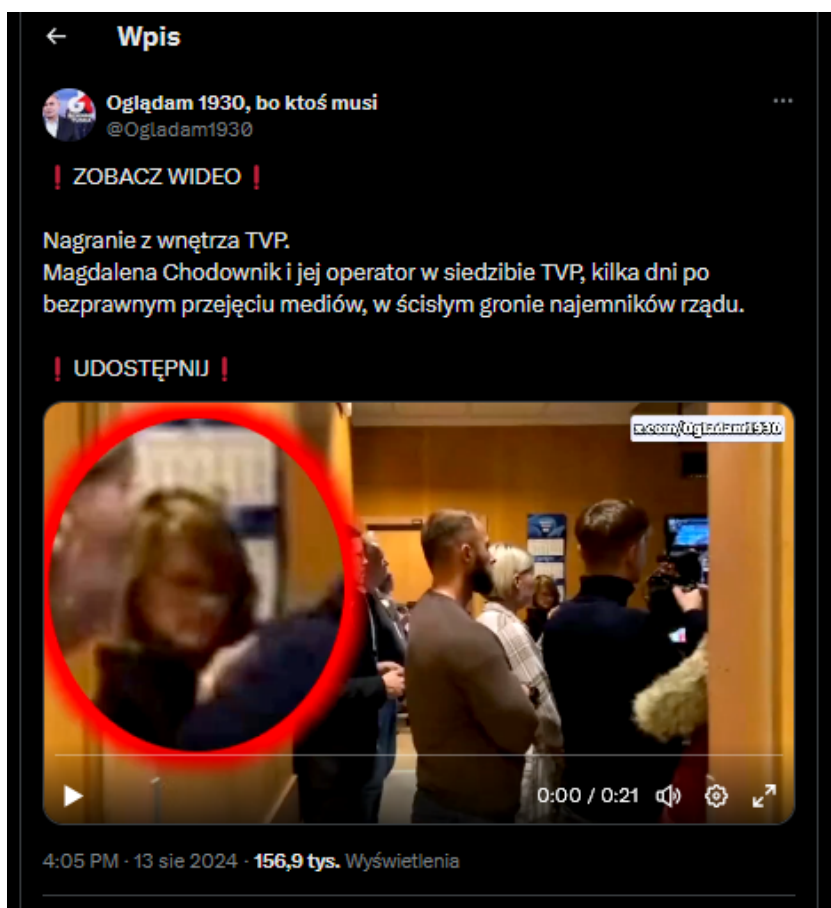 ← Wpis
Oglądam 1930, bo ktoś musi
@Ogladam1930
❗ ZOBACZ WIDEO ❗
Nagranie z wnętrza TVP.
Magdalena Chodownik i jej operator w siedzibie TVP, kilka dni po
bezprawnym przejęciu mediów, w ścisłym gronie najemników rządu.
❗ UDOSTĘPNIJ ❗
x.com/Ogladam1930
0:00 / 0:21
4:05 PM · 13 sie 2024 · 156,9 tys. Wyświetlenia